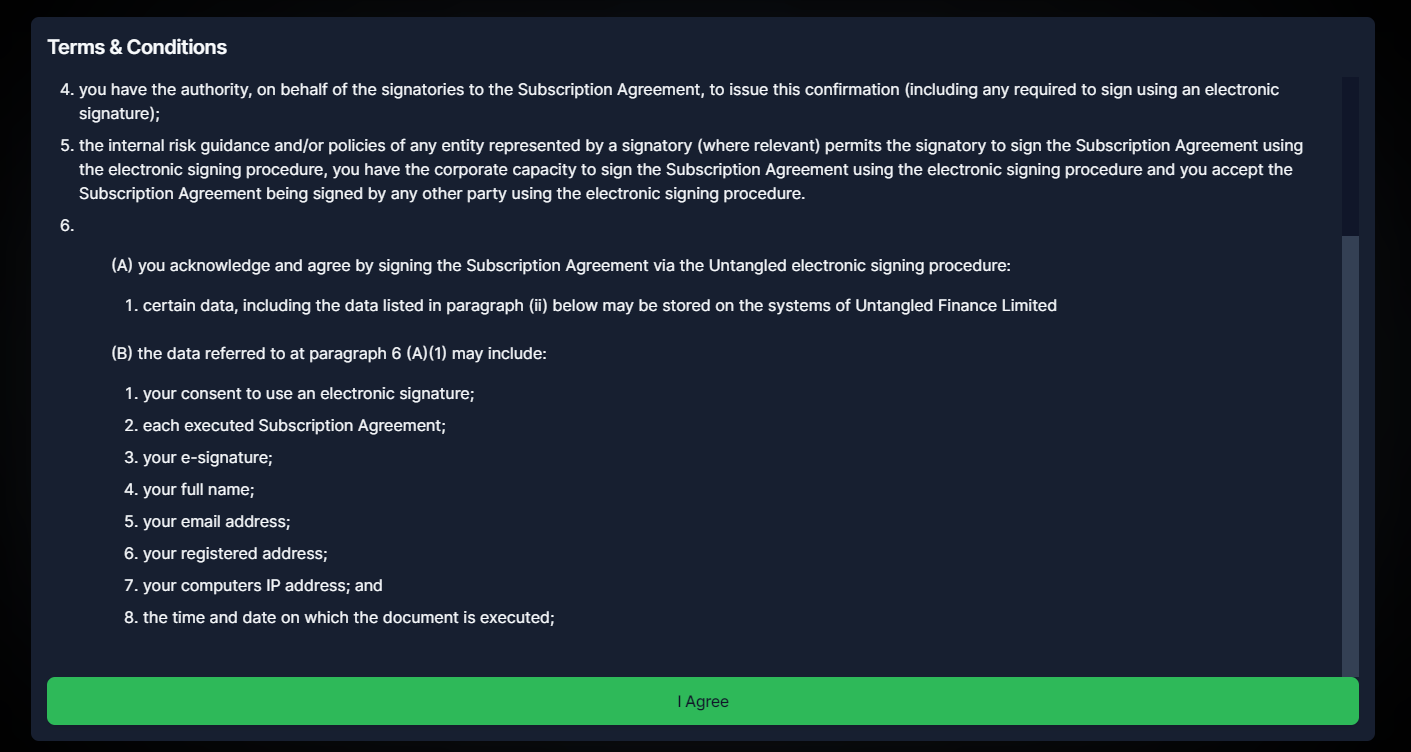 Terms & Conditions
4. you have the authority, on behalf of the signatories to the Subscription Agreement, to issue this confirmation (including any required to sign using an electronic
signature);
5. the internal risk guidance and/or policies of any entity represented by a signatory (where relevant) permits the signatory to sign the Subscription Agreement using
the electronic signing procedure, you have the corporate capacity to sign the Subscription Agreement using the electronic signing procedure and you accept the
Subscription Agreement being signed by any other party using the electronic signing procedure.
6.
(A) you acknowledge and agree by signing the Subscription Agreement via the Untangled electronic signing procedure:
1. certain data, including the data listed in paragraph (ii) below may be stored on the systems of Untangled Finance Limited
(B) the data referred to at paragraph 6 (A)(1) may include:
1. your consent to use an electronic signature;
2. each executed Subscription Agreement;
3. your e-signature;
4. your full name;
5. your email address;
6. your registered address;
7. your computers IP address; and
8. the time and date on which the document is executed;
I Agree